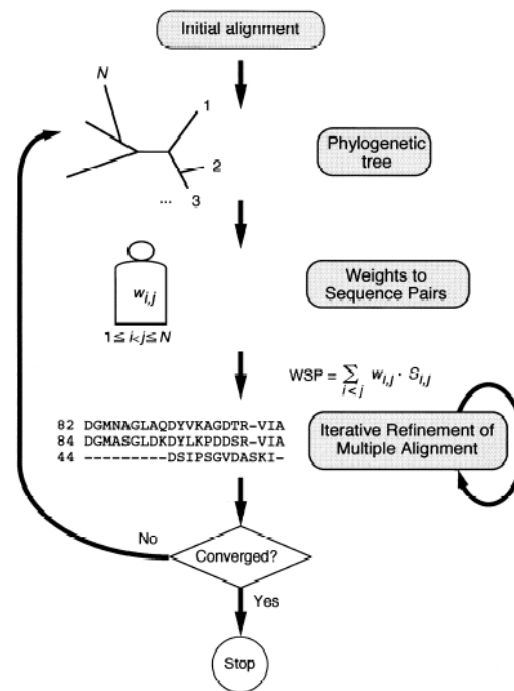 Initial alignment
N
1
2
3
...
Phylogenetic
tree
w_{i,j}
1 ≤ i<j ≤ N
Weights to
Sequence Pairs
WSP = ∑ w_{i,j} · S_{i,j}
i < j
82 DGMNAGLAQDYVKAGDTR-VIA
84 DGMASGLDKDYLKPDDSR-VIA
44 ---------DSIPSGVDASKI-
Iterative Refinement of
Multiple Alignment
No
Converged?
Yes
Stop